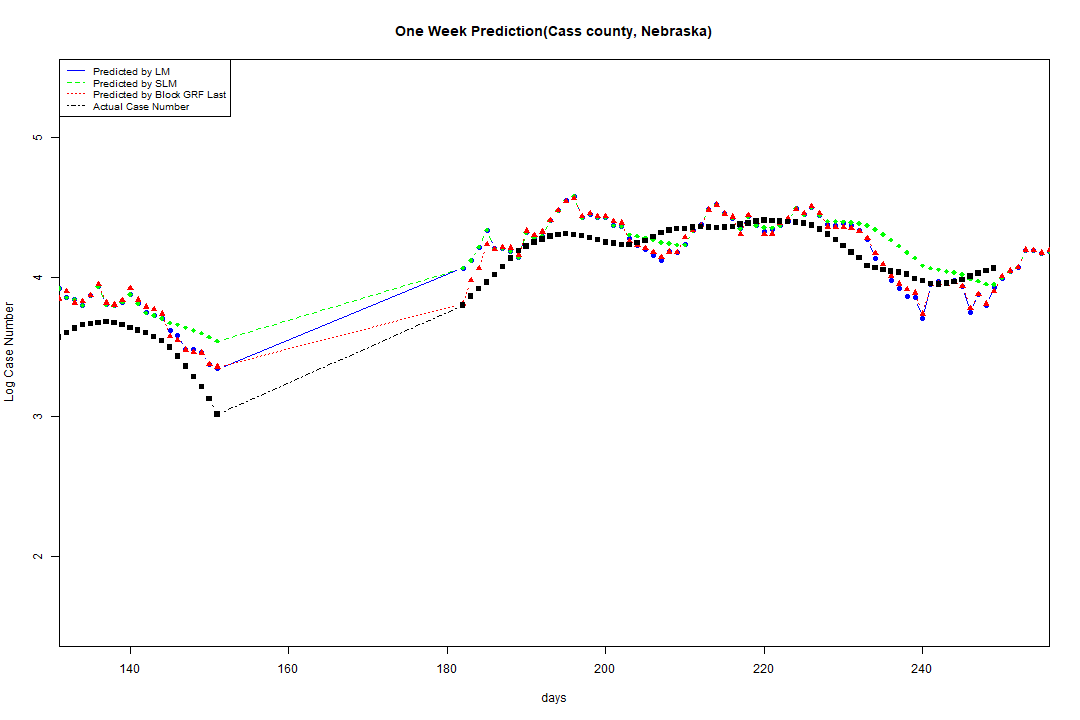 One Week Prediction(Cass county, Nebraska)
Predicted by LM
Predicted by SLM
Predicted by Block GRF Last
Actual Case Number
5
4
3
2
Log Case Number
140 160 180 200 220 240
days